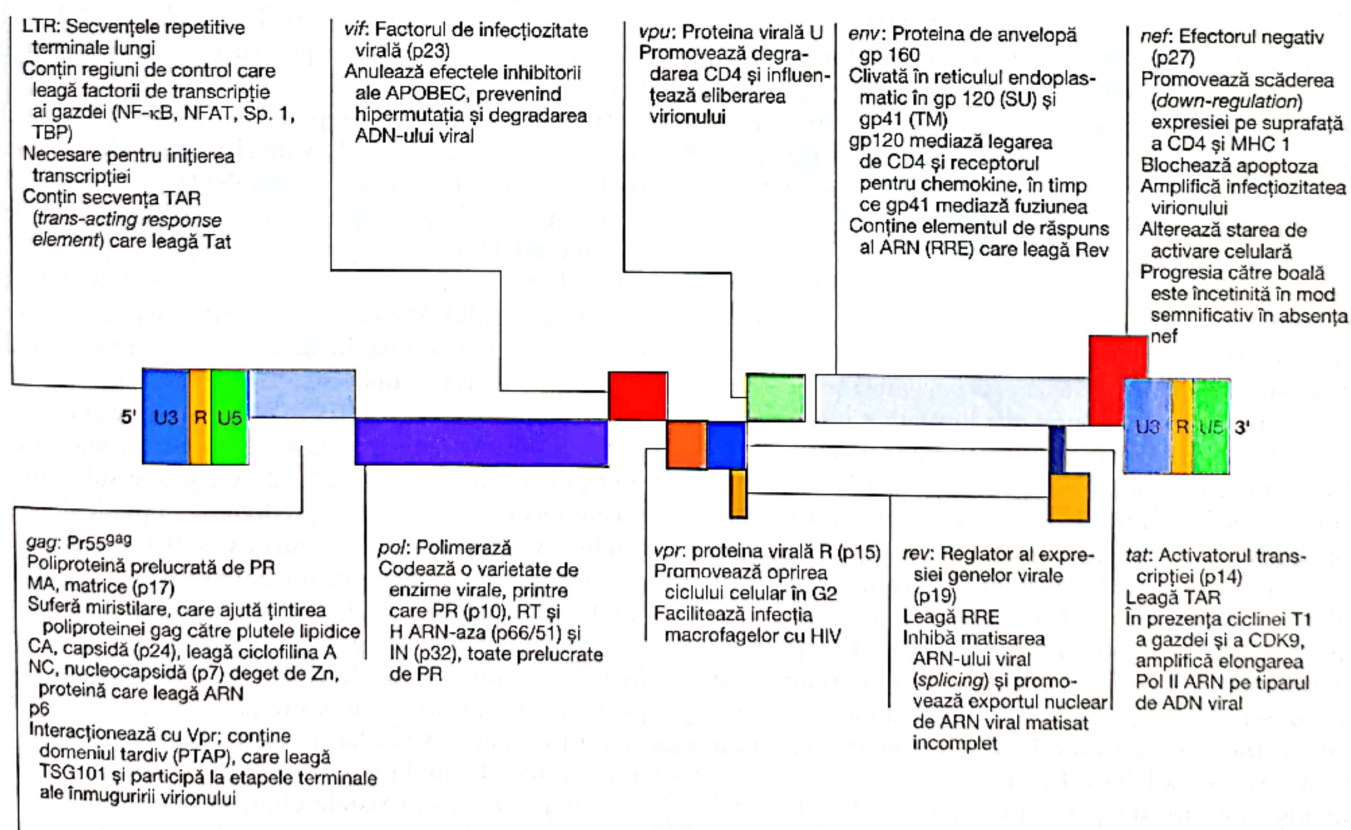 LTR: Secvențele repetitive
terminale lungi
Conțin regiuni de control care
leagă factorii de transcripție
ai gazdei (NF-κB, NFAT, Sp. 1,
TBP)
Necesare pentru inițierea
transcripției
Conțin secvența TAR
(trans-acting response
element) care leagă Tat
vif: Factorul de infecțiozitate
virală (p23)
Anulează efectele inhibitorii
ale APOBEC, prevenind
hipermutația și degradarea
ADN-ului viral
vpu: Proteina virală U
Promovează degra-
darea CD4 și influen-
țează eliberarea
virionului
env: Proteina de anvelopă
gp 160
Clivată în reticulul endoplas-
matic în gp 120 (SU) și
gp41 (TM)
gp120 mediază legarea
de CD4 și receptorul
pentru chemokine, în timp
ce gp41 mediază fuziunea
Conține elementul de răspuns
al ARN (RRE) care leagă Rev
nef: Efectorul negativ
(p27)
Promovează scăderea
(down-regulation)
expresiei pe suprafață
a CD4 și MHC 1
Blochează apoptoza
Amplifică infecțiozitatea
virionului
Alterează starea de
activare celulară
Progresia către boală
este încetinită în mod
semnificativ în absența
nef
5' U3 R U5 U3 R U5 3'
gag: Pr55gag
Poliproteină prelucrată de PR
MA, matrice (p17)
Suferă miristilare, care ajută țintirea
poliproteinei gag către plutele lipidice
CA, capsidă (p24), leagă ciclofilina A
NC, nucleocapsidă (p7) deget de Zn,
proteină care leagă ARN
p6
Interacționează cu Vpr; conține
domeniul tardiv (PTAP), care leagă
TSG101 și participă la etapele terminale
ale înmuguririi virionului
pol: Polimerază
Codează o varietate de
enzime virale, printre
care PR (p10), RT și
H ARN-aza (p66/51) și
IN (p32), toate prelucrate
de PR
vpr: proteina virală R (p15)
Promovează oprirea
ciclului celular în G2
Facilitează infecția
macrofagelor cu HIV
rev: Reglator al expre-
siei genelor virale
(p19)
Leagă RRE
Inhibă matisarea
ARN-ului viral
(splicing) și promo-
vează exportul nuclear
de ARN viral matisat
incomplet
tat: Activatorul trans-
cripției (p14)
Leagă TAR
În prezența ciclinei T1
a gazdei și a CDK9,
amplifică elongarea
Pol II ARN pe tiparul
de ADN viral